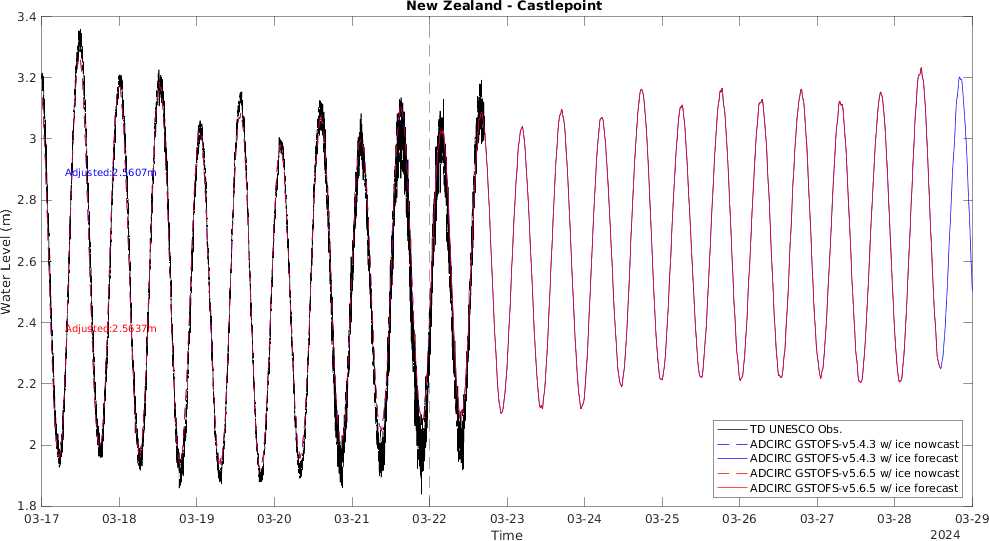 New Zealand - Castlepoint
3.4
3.2
3
2.8
2.6
2.4
2.2
2
1.8
Water Level (m)
Adjusted:2.5607m
Adjusted:2.5637m
TD UNESCO Obs.
ADCIRC GSTOFS-v5.4.3 w/ ice nowcast
ADCIRC GSTOFS-v5.4.3 w/ ice forecast
ADCIRC GSTOFS-v5.6.5 w/ ice nowcast
ADCIRC GSTOFS-v5.6.5 w/ ice forecast
03-17 03-18 03-19 03-20 03-21 03-22 03-23 03-24 03-25 03-26 03-27 03-28 03-29
Time
2024